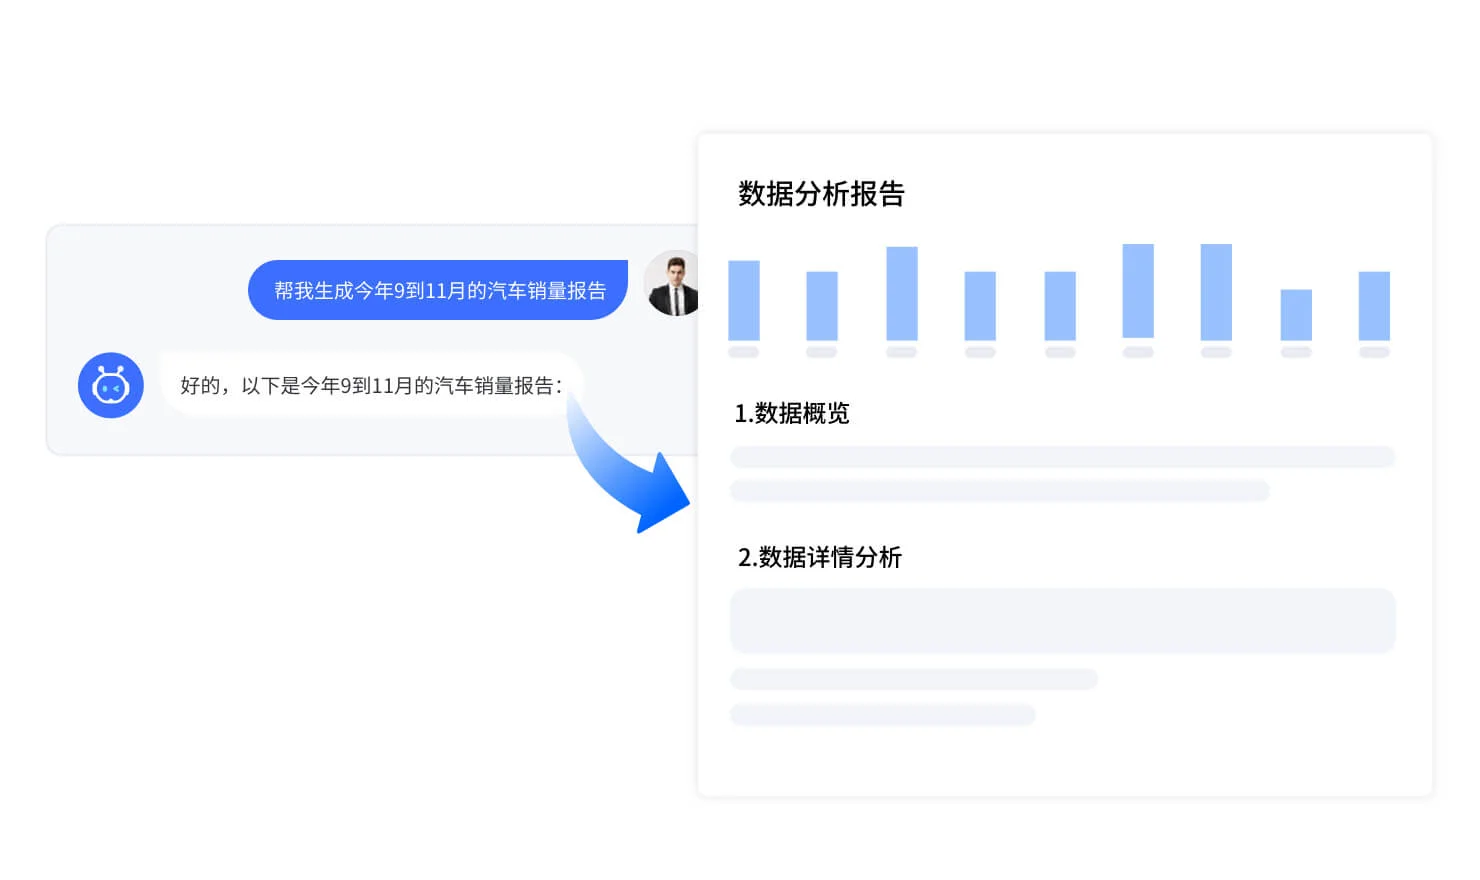 帮我生成今年9到11月的汽车销量报告
好的，以下是今年9到11月的汽车销量报告：
数据分析报告
1.数据概览
2.数据详情分析